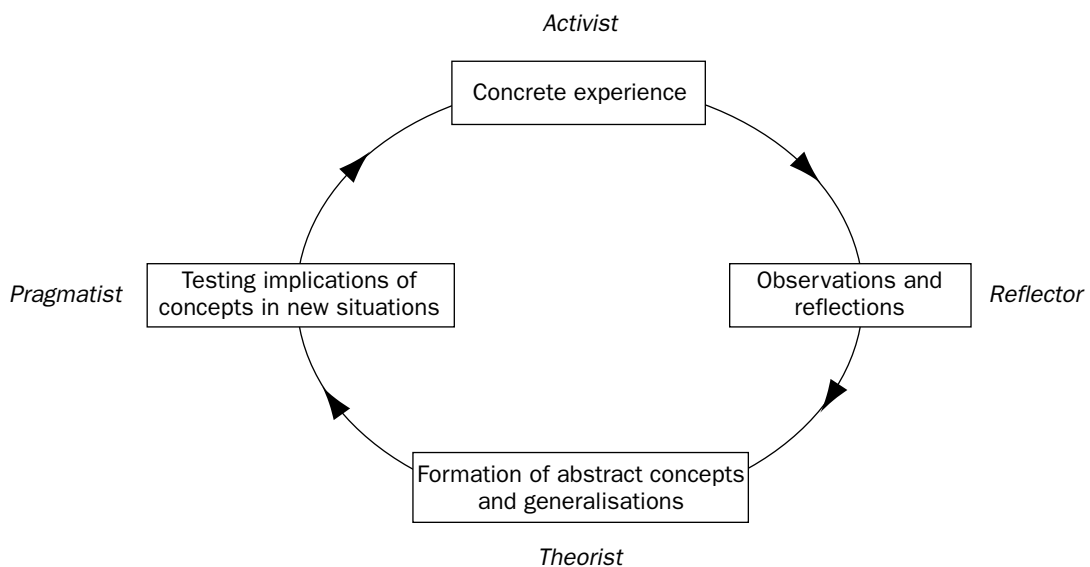 Activist
Concrete experience
Pragmatist
Testing implications of
concepts in new situations
Observations and
reflections
Reflector
Formation of abstract concepts
and generalisations
Theorist